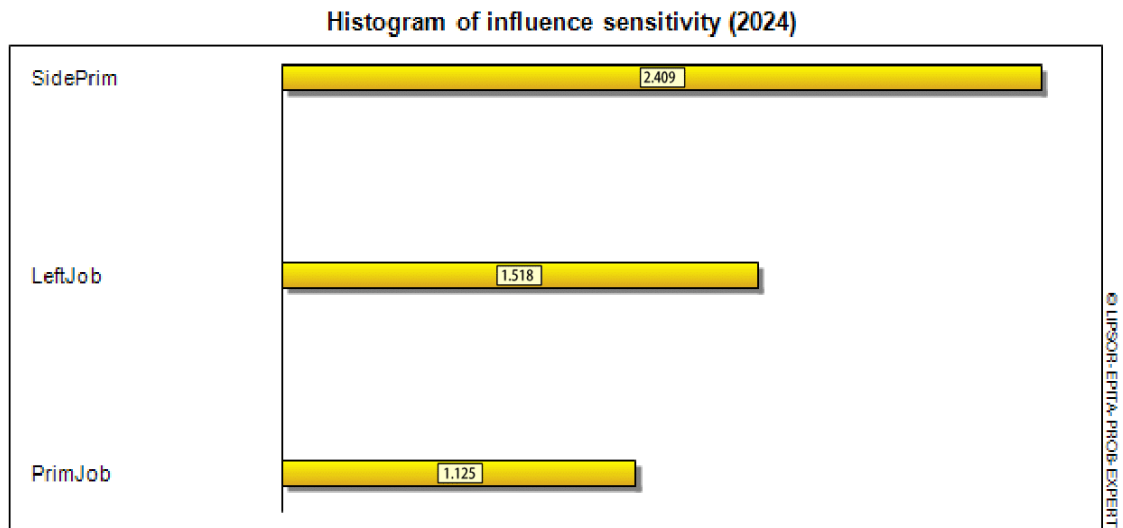 Histogram of influence sensitivity (2024)
SidePrim
2.409
LeftJob
1.518
PrimJob
1.125
© LIPSOR-EPITA-PROB-EXPERT